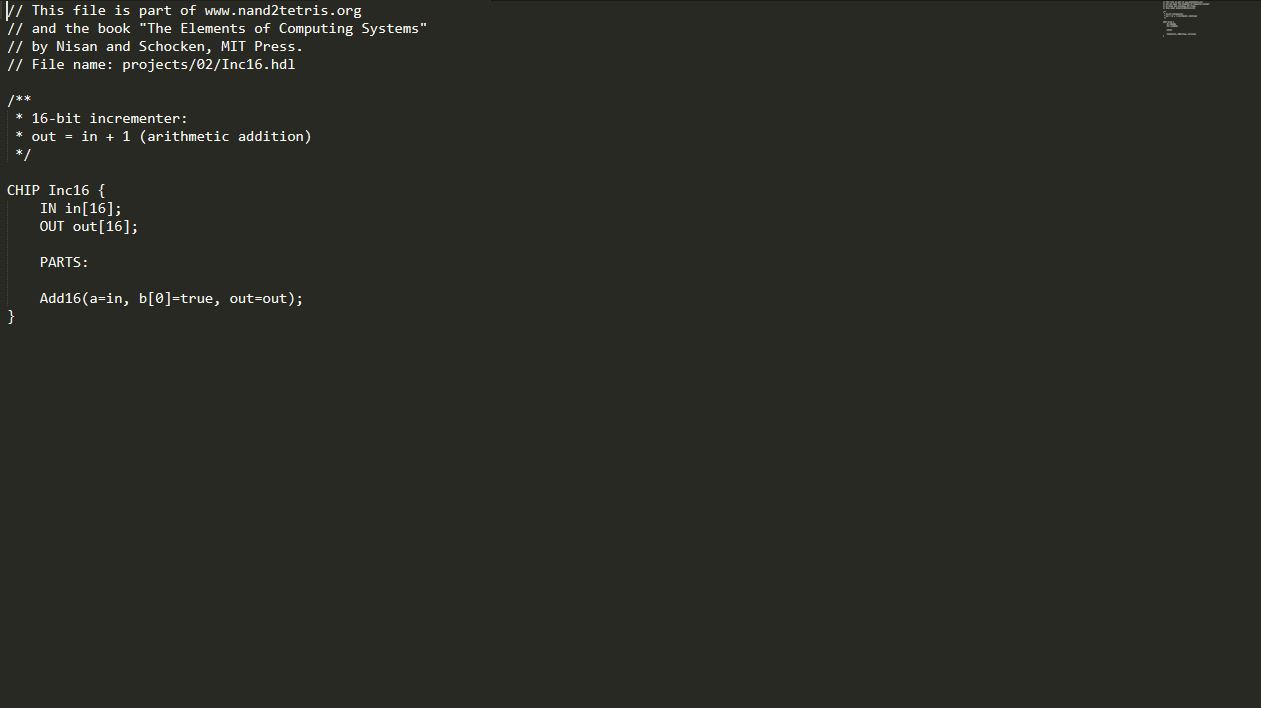 // This file is part of www.nand2tetris.org
// and the book "The Elements of Computing Systems"
// by Nisan and Schocken, MIT Press.
// File name: projects/02/Inc16.hdl
/**
 * 16-bit incrementer:
 * out = in + 1 (arithmetic addition)
 */
CHIP Inc16 {
    IN in[16];
    OUT out[16];
    PARTS:
    Add16(a=in, b[0]=true, out=out);
}